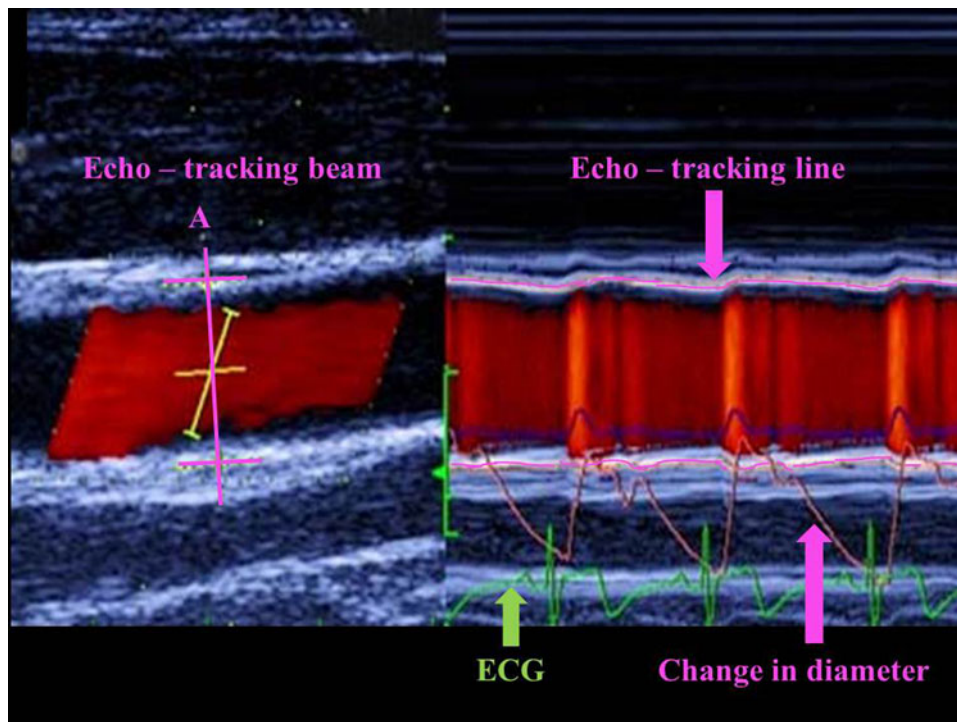 Echo – tracking beam
Echo – tracking line
A
ECG
Change in diameter